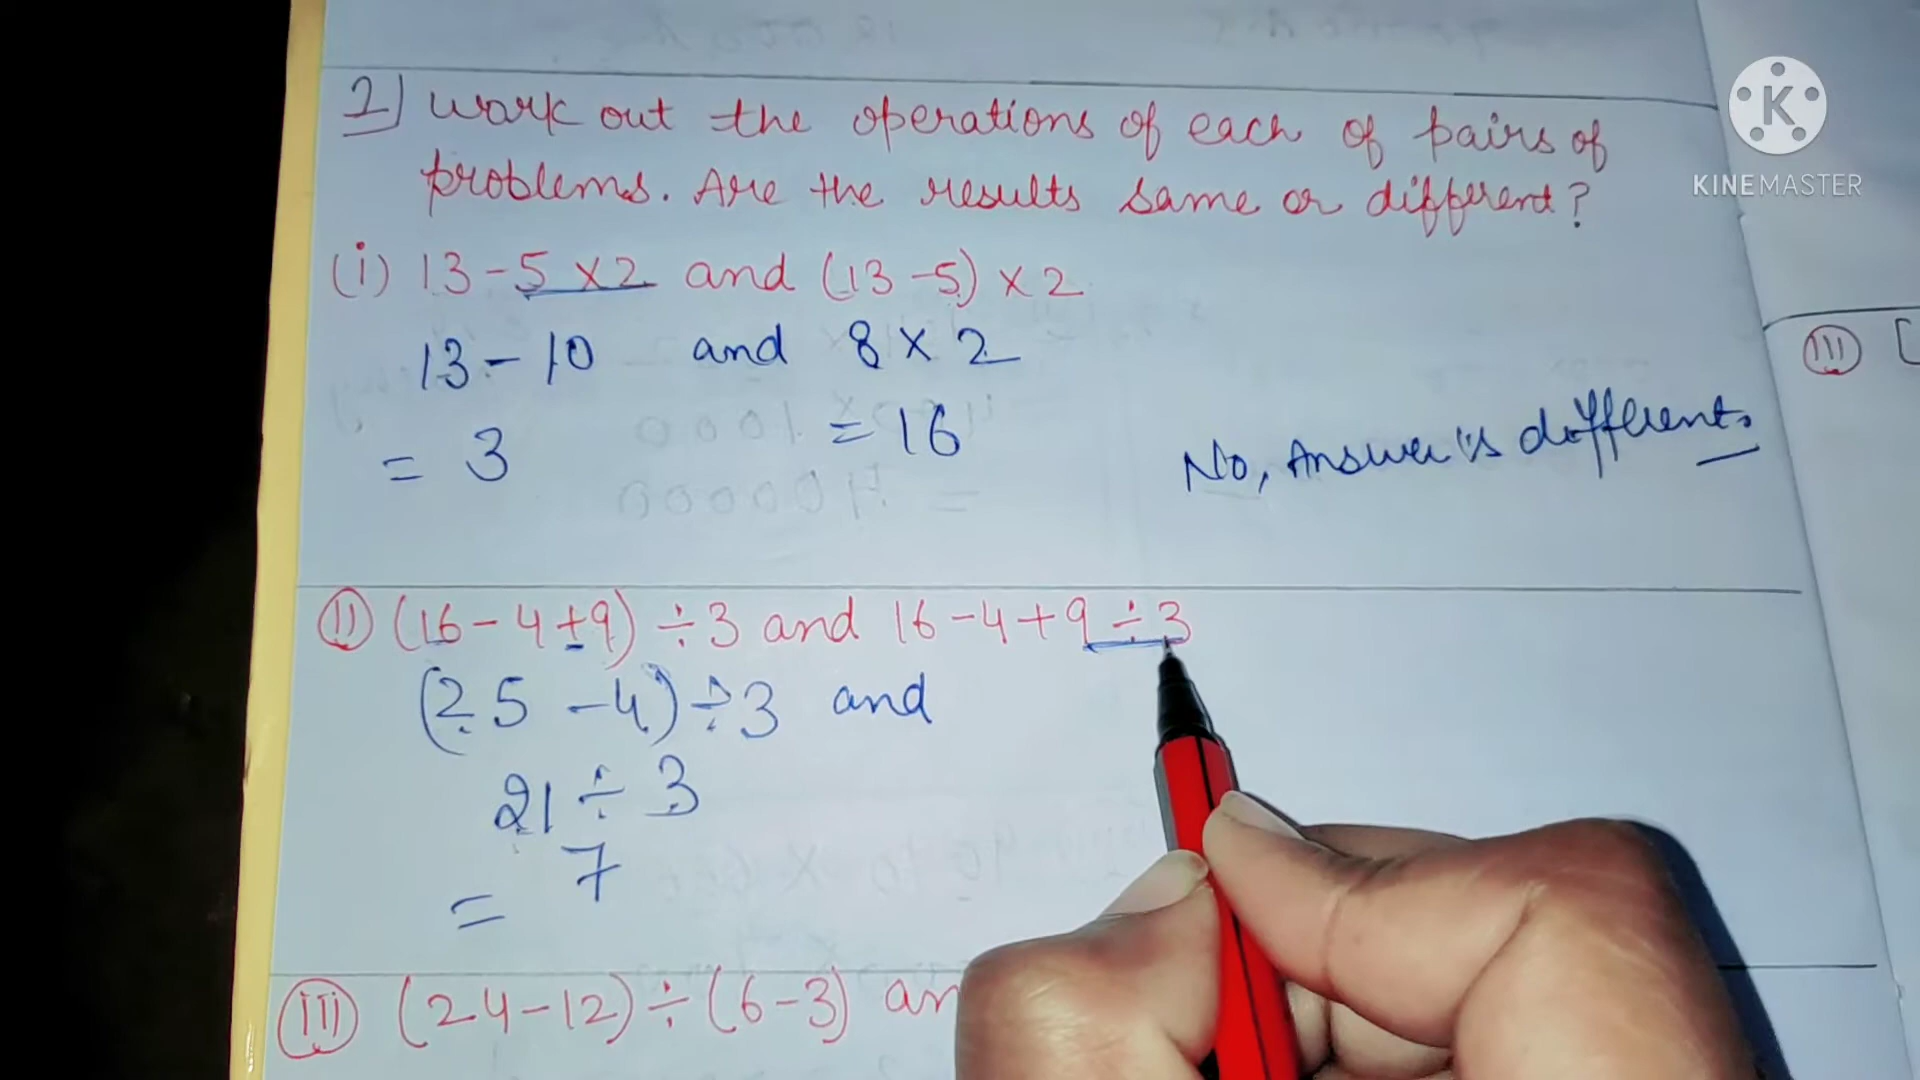 2) Work out the operations of each of pairs of
problems. Are the results same or different?
(i) 13 - 5 × 2 and (13 - 5) × 2
13 - 10 and 8 × 2
= 3 = 16
No, Answer is different.
(II) (16 - 4 + 9) ÷ 3 and 16 - 4 + 9 ÷ 3
(25 - 4) ÷ 3 and
21 ÷ 3
= 7
(III) (24 - 12) ÷ (6 - 3) an
(III) [
K
KINEMASTER